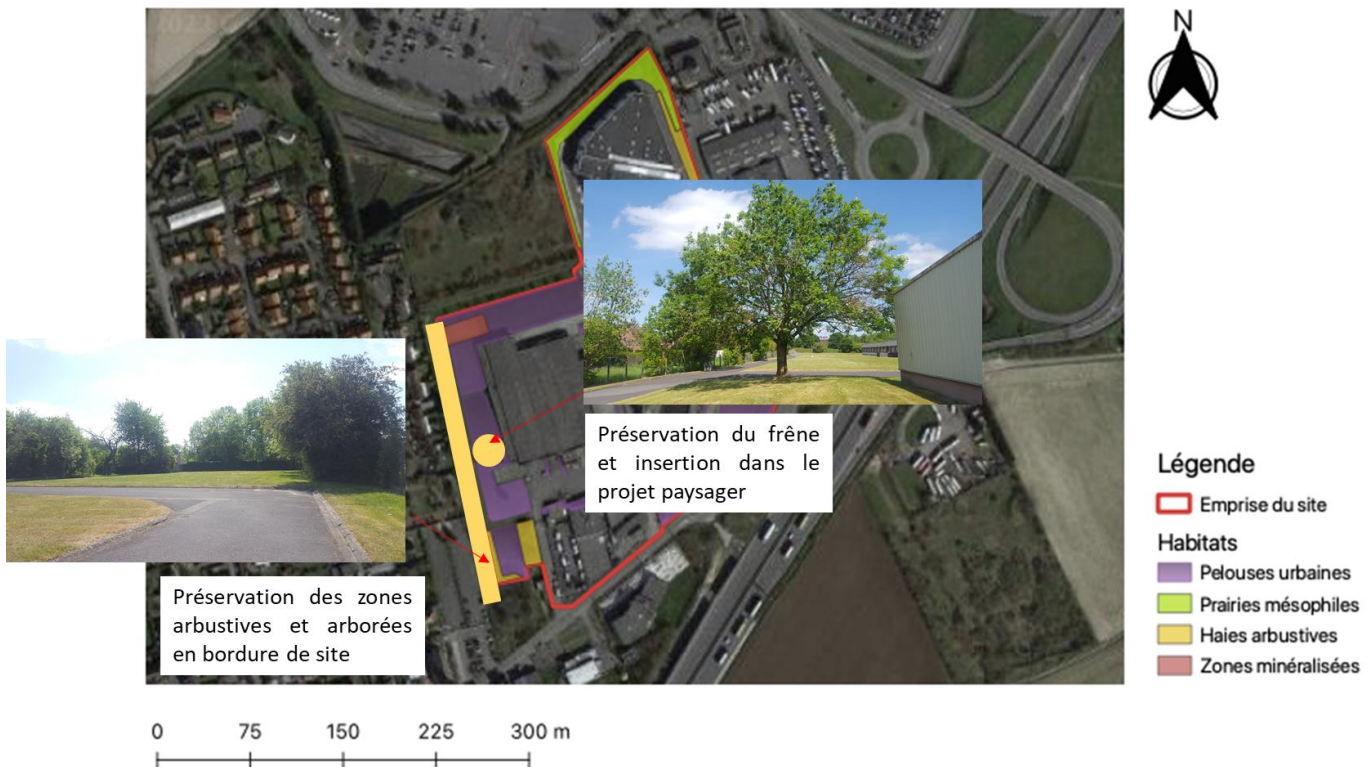 N
Préservation du frêne
et insertion dans le
projet paysager
Préservation des zones
arbustives et arborées
en bordure de site
Légende
Emprise du site
Habitats
Pelouses urbaines
Prairies mésophiles
Haies arbustives
Zones minéralisées
0 75 150 225 300 m